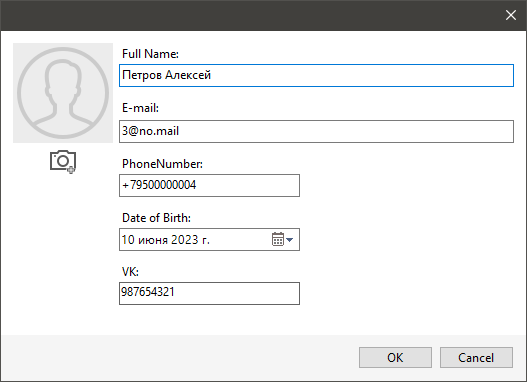 Full Name:
Петров Алексей
E-mail:
3@no.mail
PhoneNumber:
+79500000004
Date of Birth:
10 июня 2023 г.
VK:
987654321
OK
Cancel